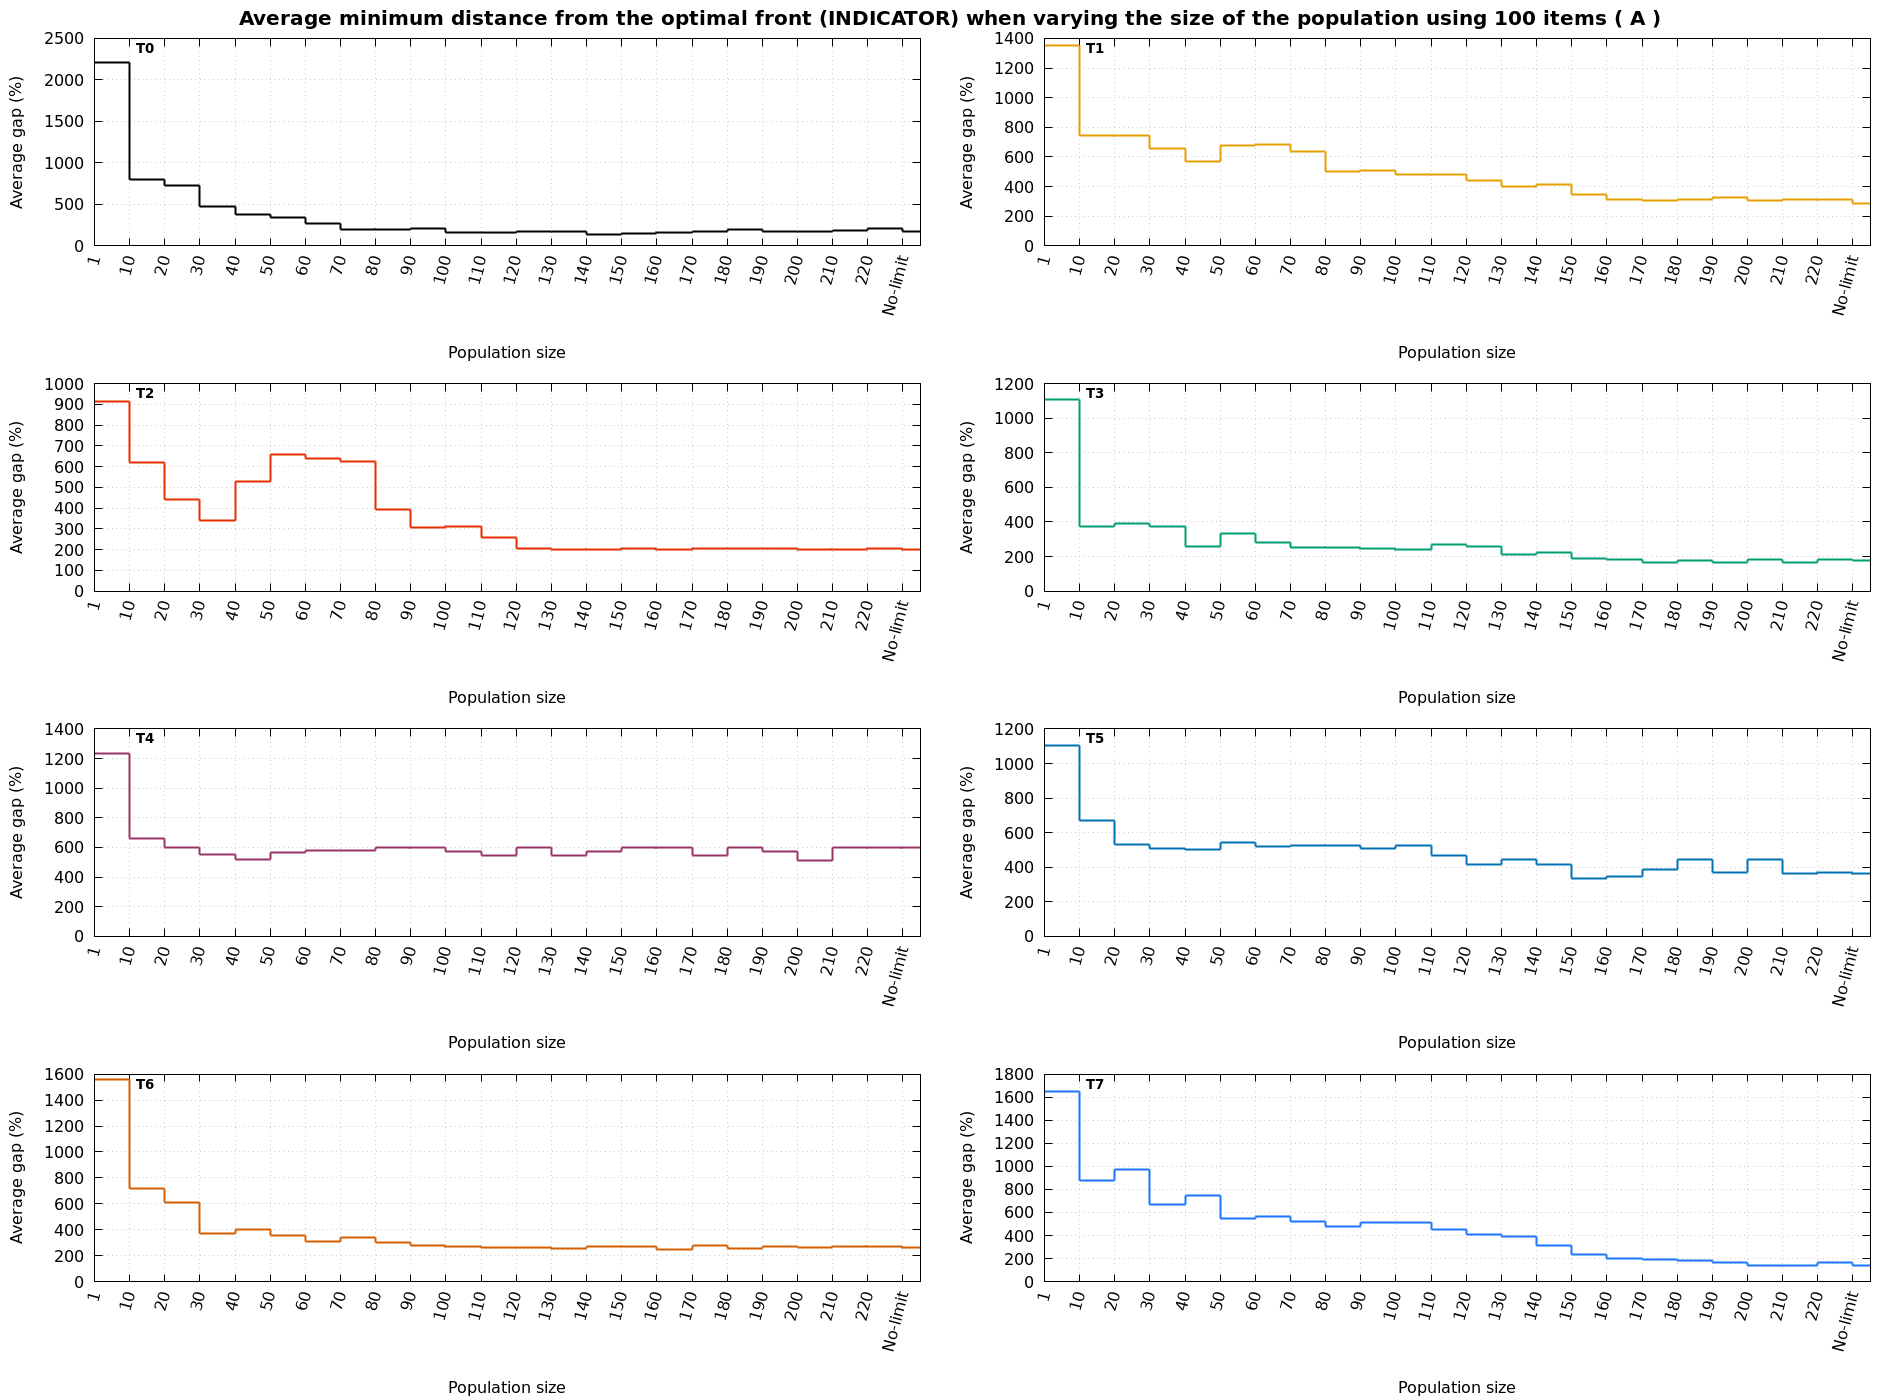 Average minimum distance from the optimal front (INDICATOR) when varying the size of the population using 100 items ( A )
T0
Average gap (%)
2500
2000
1500
1000
500
0
1 10 20 30 40 50 60 70 80 90 100 110 120 130 140 150 160 170 180 190 200 210 220 No-limit
Population size
T1
Average gap (%)
1400
1200
1000
800
600
400
200
0
1 10 20 30 40 50 60 70 80 90 100 110 120 130 140 150 160 170 180 190 200 210 220 No-limit
Population size
T2
Average gap (%)
1000
900
800
700
600
500
400
300
200
100
0
1 10 20 30 40 50 60 70 80 90 100 110 120 130 140 150 160 170 180 190 200 210 220 No-limit
Population size
T3
Average gap (%)
1200
1000
800
600
400
200
0
1 10 20 30 40 50 60 70 80 90 100 110 120 130 140 150 160 170 180 190 200 210 220 No-limit
Population size
T4
Average gap (%)
1400
1200
1000
800
600
400
200
0
1 10 20 30 40 50 60 70 80 90 100 110 120 130 140 150 160 170 180 190 200 210 220 No-limit
Population size
T5
Average gap (%)
1200
1000
800
600
400
200
0
1 10 20 30 40 50 60 70 80 90 100 110 120 130 140 150 160 170 180 190 200 210 220 No-limit
Population size
T6
Average gap (%)
1600
1400
1200
1000
800
600
400
200
0
1 10 20 30 40 50 60 70 80 90 100 110 120 130 140 150 160 170 180 190 200 210 220 No-limit
Population size
T7
Average gap (%)
1800
1600
1400
1200
1000
800
600
400
200
0
1 10 20 30 40 50 60 70 80 90 100 110 120 130 140 150 160 170 180 190 200 210 220 No-limit
Population size